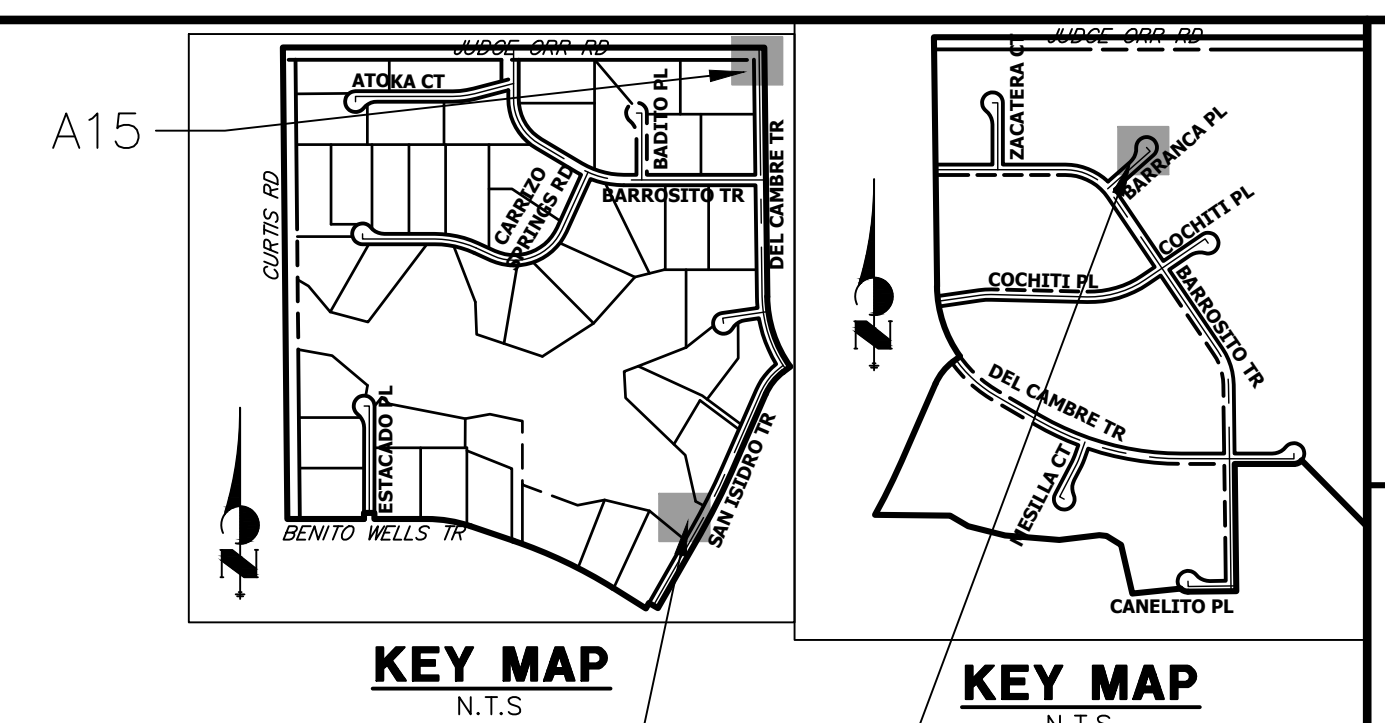 JUDGE ORR RD
ATOKA CT
A15
BADITO PL
DEL CAMBRE TR
CURTIS RD
CARRIZO
SPRINGS RD
BARROSITO TR
ESTACADO PL
SAN ISIDRO TR
BENITO WELLS TR
N
KEY MAP
N.T.S
JUDGE ORR RD
ZACATERA CT
BARRANCA PL
COCHITI PL
COCHITI PL
BARROSITO TR
DEL CAMBRE TR
MESILLA CT
CANELITO PL
N
KEY MAP
N.T.S